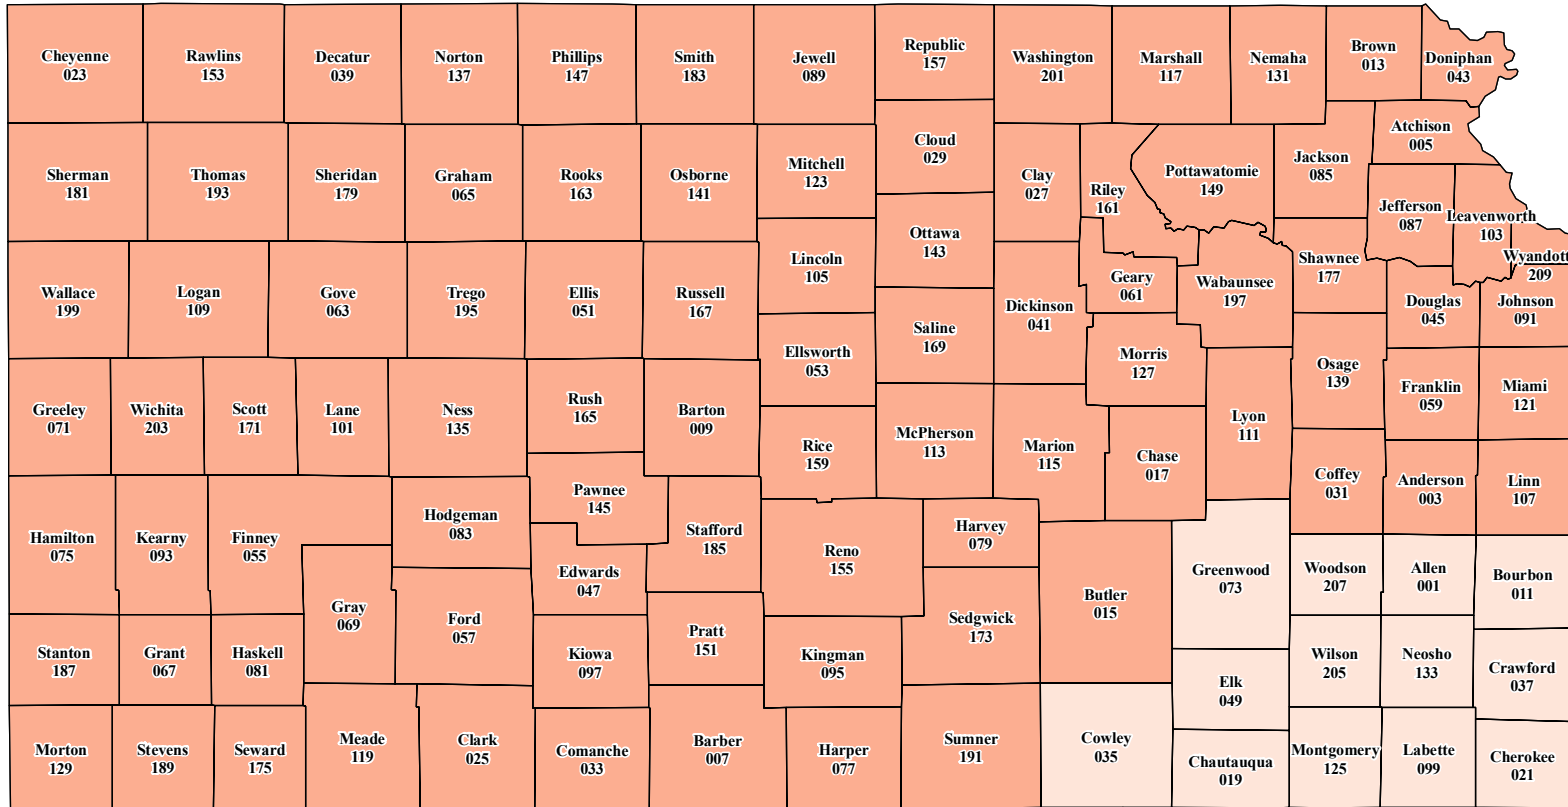 Cheyenne
023
Rawlins
153
Decatur
039
Norton
137
Phillips
147
Smith
183
Jewell
089
Republic
157
Washington
201
Marshall
117
Nemaha
131
Brown
013
Doniphan
043
Sherman
181
Thomas
193
Sheridan
179
Graham
065
Rooks
163
Osborne
141
Mitchell
123
Cloud
029
Clay
027
Riley
161
Pottawatomie
149
Jackson
085
Atchison
005
Jefferson
087
Leavenworth
103
Wyandott
209
Wallace
199
Logan
109
Gove
063
Trego
195
Ellis
051
Russell
167
Lincoln
105
Ottawa
143
Dickinson
041
Geary
061
Wabaunsee
197
Shawnee
177
Douglas
045
Johnson
091
Ellsworth
053
Saline
169
Morris
127
Greeley
071
Wichita
203
Scott
171
Lane
101
Ness
135
Rush
165
Barton
009
Rice
159
McPherson
113
Marion
115
Chase
017
Lyon
111
Osage
139
Franklin
059
Miami
121
Coffey
031
Anderson
003
Linn
107
Hamilton
075
Kearny
093
Finney
055
Hodgeman
083
Pawnee
145
Stafford
185
Reno
155
Harvey
079
Edwards
047
Gray
069
Ford
057
Kiowa
097
Pratt
151
Kingman
095
Sedgwick
173
Butler
015
Greenwood
073
Woodson
207
Allen
001
Bourbon
011
Stanton
187
Grant
067
Haskell
081
Elk
049
Wilson
205
Neosho
133
Crawford
037
Morton
129
Stevens
189
Seward
175
Meade
119
Clark
025
Comanche
033
Barber
007
Harper
077
Sumner
191
Cowley
035
Chautauqua
019
Montgomery
125
Labette
099
Cherokee
021